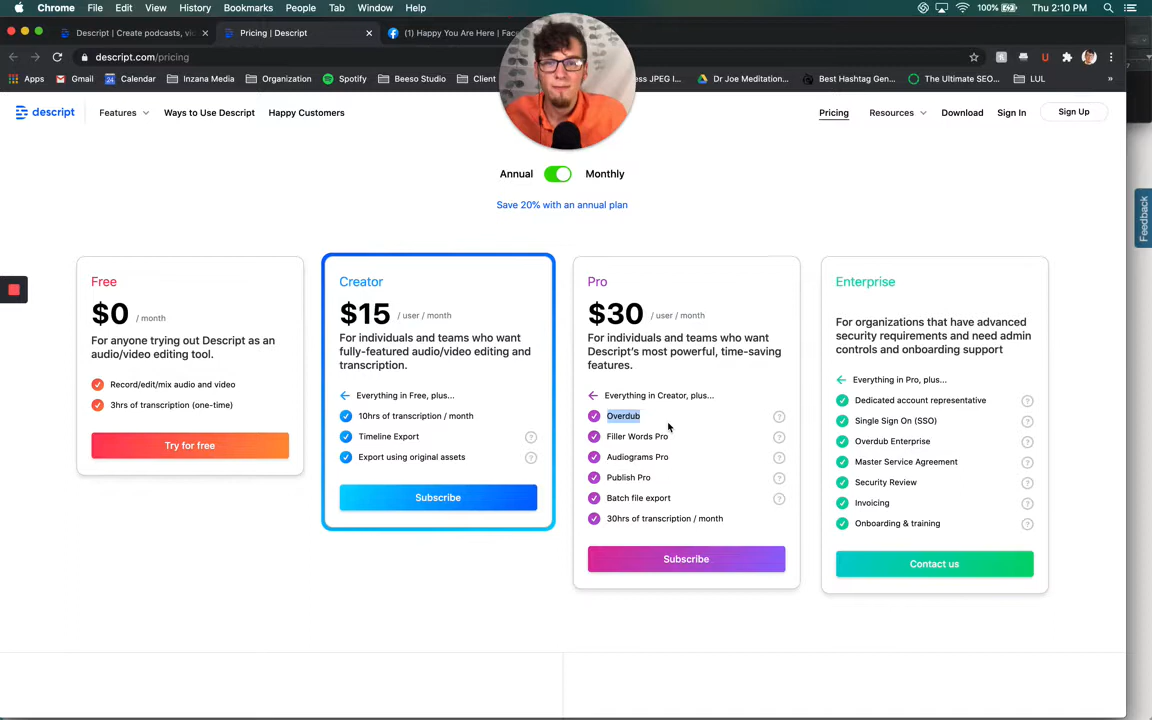 Chrome File Edit View History Bookmarks People Tab Window Help
100% Thu 2:10 PM
Descript | Create podcasts, vi
Pricing | Descript
(1) Happy You Are Here | Fac
descript.com/pricing
Apps Gmail Calendar Inzana Media Organization Spotify Beeso Studio Client
ess JPEG I... Dr Joe Meditation... Best Hashtag Gen... The Ultimate SEO... LUL
descript Features Ways to Use Descript Happy Customers
Pricing Resources Download Sign In Sign Up
Annual Monthly
Save 20% with an annual plan
Feedback
Free
$0 / month
For anyone trying out Descript as an
audio/video editing tool.
Record/edit/mix audio and video
3hrs of transcription (one-time)
Try for free
Creator
$15 / user / month
For individuals and teams who want
fully-featured audio/video editing and
transcription.
Everything in Free, plus...
10hrs of transcription / month
Timeline Export
Export using original assets
Subscribe
Pro
$30 / user / month
For individuals and teams who want
Descript's most powerful, time-saving
features.
Everything in Creator, plus...
Overdub
Filler Words Pro
Audiograms Pro
Publish Pro
Batch file export
30hrs of transcription / month
Subscribe
Enterprise
For organizations that have advanced
security requirements and need admin
controls and onboarding support
Everything in Pro, plus...
Dedicated account representative
Single Sign On (SSO)
Overdub Enterprise
Master Service Agreement
Security Review
Invoicing
Onboarding & training
Contact us